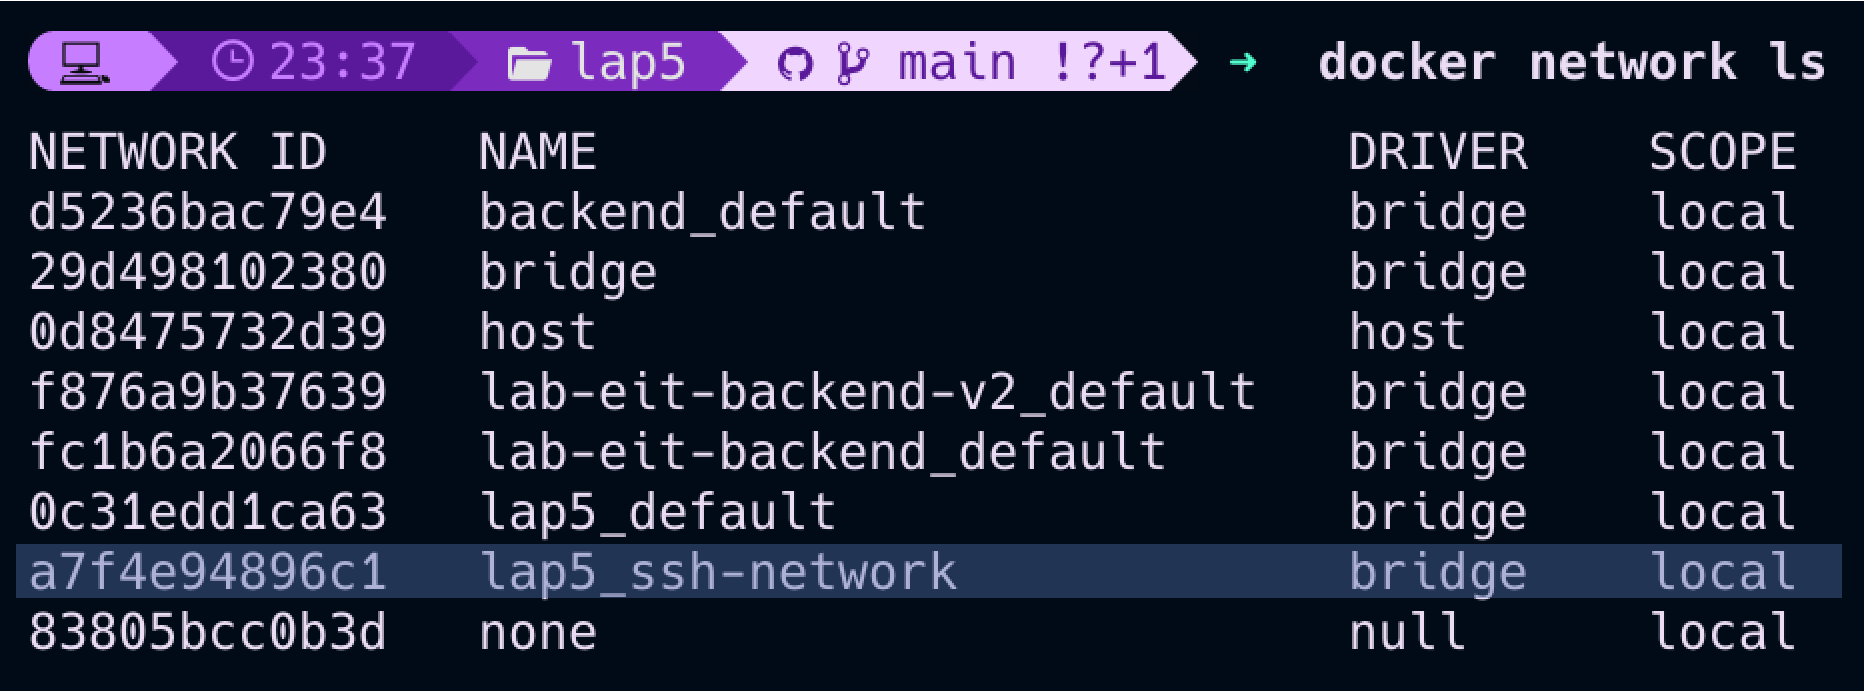 23:37 lap5 main !?+1 ➜ docker network ls
NETWORK ID NAME DRIVER SCOPE
d5236bac79e4 backend_default bridge local
29d498102380 bridge bridge local
0d8475732d39 host host local
f876a9b37639 lab-eit-backend-v2_default bridge local
fc1b6a2066f8 lab-eit-backend_default bridge local
0c31edd1ca63 lap5_default bridge local
a7f4e94896c1 lap5_ssh-network bridge local
83805bcc0b3d none null local